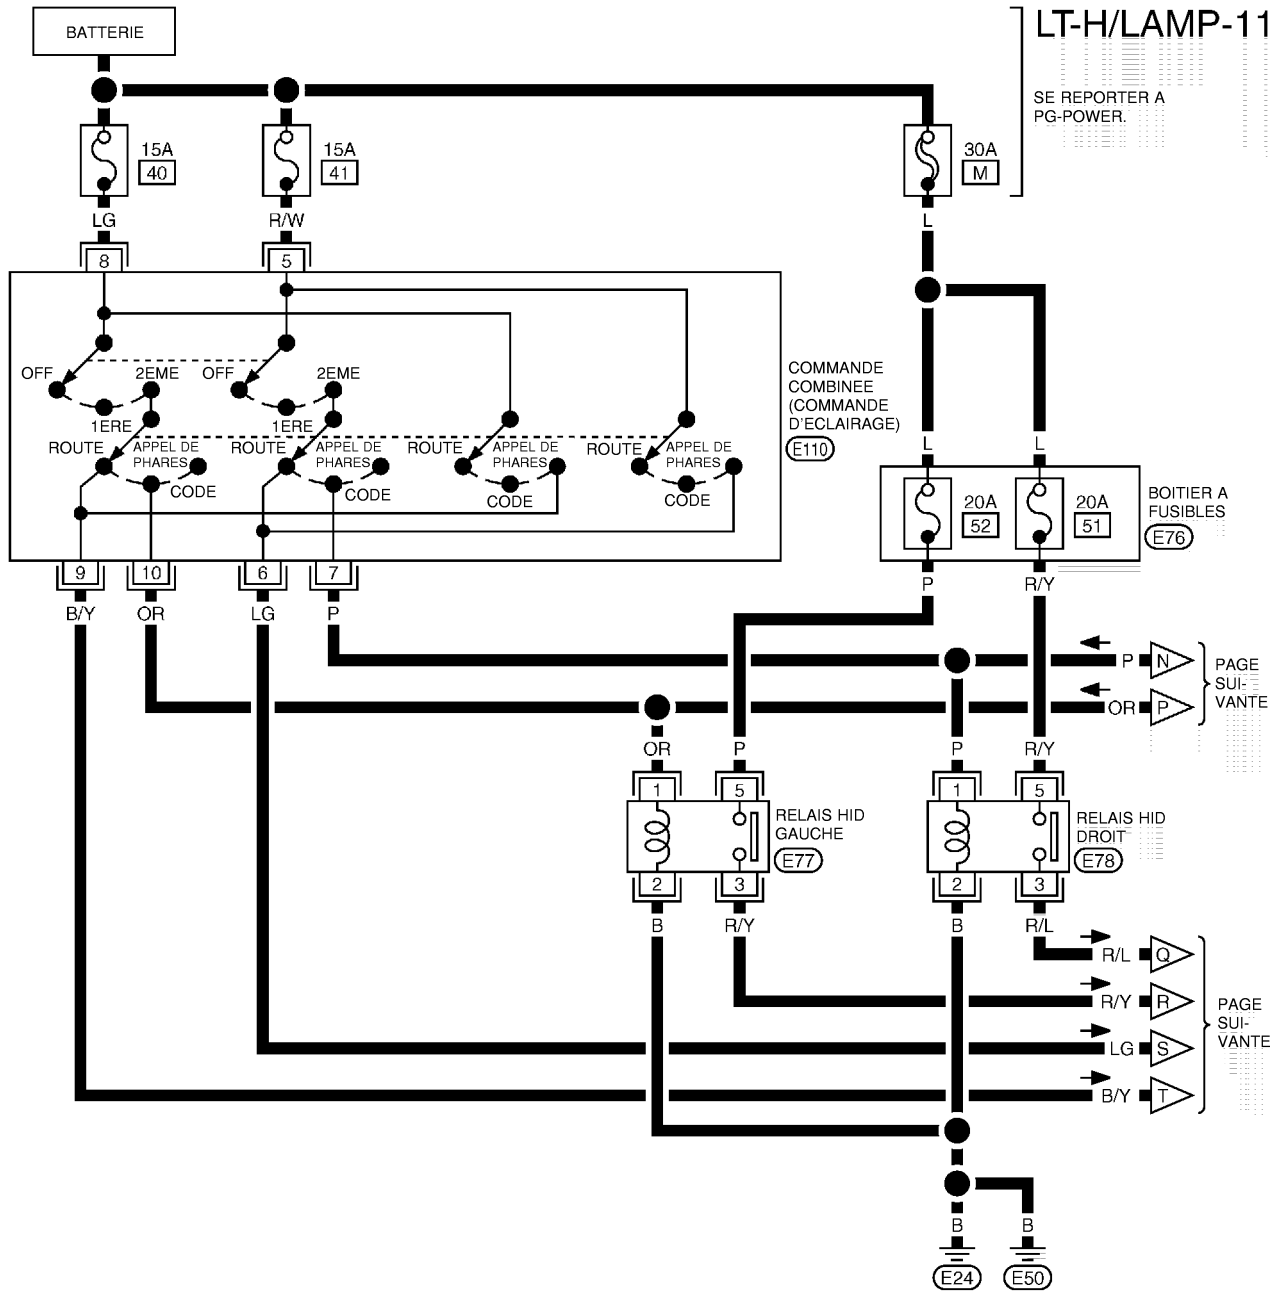 BATTERIE
LT-H/LAMP-11
SE REPORTER A
PG-POWER.
15A
40
15A
41
30A
M
LG
R/W
L
8
5
OFF
2EME
1ERE
OFF
2EME
1ERE
ROUTE
APPEL DE
PHARES
CODE
ROUTE
APPEL DE
PHARES
CODE
ROUTE
APPEL DE
PHARES
CODE
ROUTE
APPEL DE
PHARES
CODE
COMMANDE
COMBINEE
(COMMANDE
D'ECLAIRAGE)
E110
L
L
20A
52
20A
51
BOITIER A
FUSIBLES
E76
9
10
6
7
P
R/Y
B/Y
OR
LG
P
P
N
OR
P
PAGE
SUI-
VANTE
OR
P
P
R/Y
1
5
1
5
RELAIS HID
GAUCHE
E77
RELAIS HID
DROIT
E78
2
3
2
3
B
R/Y
B
R/L
R/L
Q
R/Y
R
LG
S
B/Y
T
PAGE
SUI-
VANTE
B
B
E24
E50